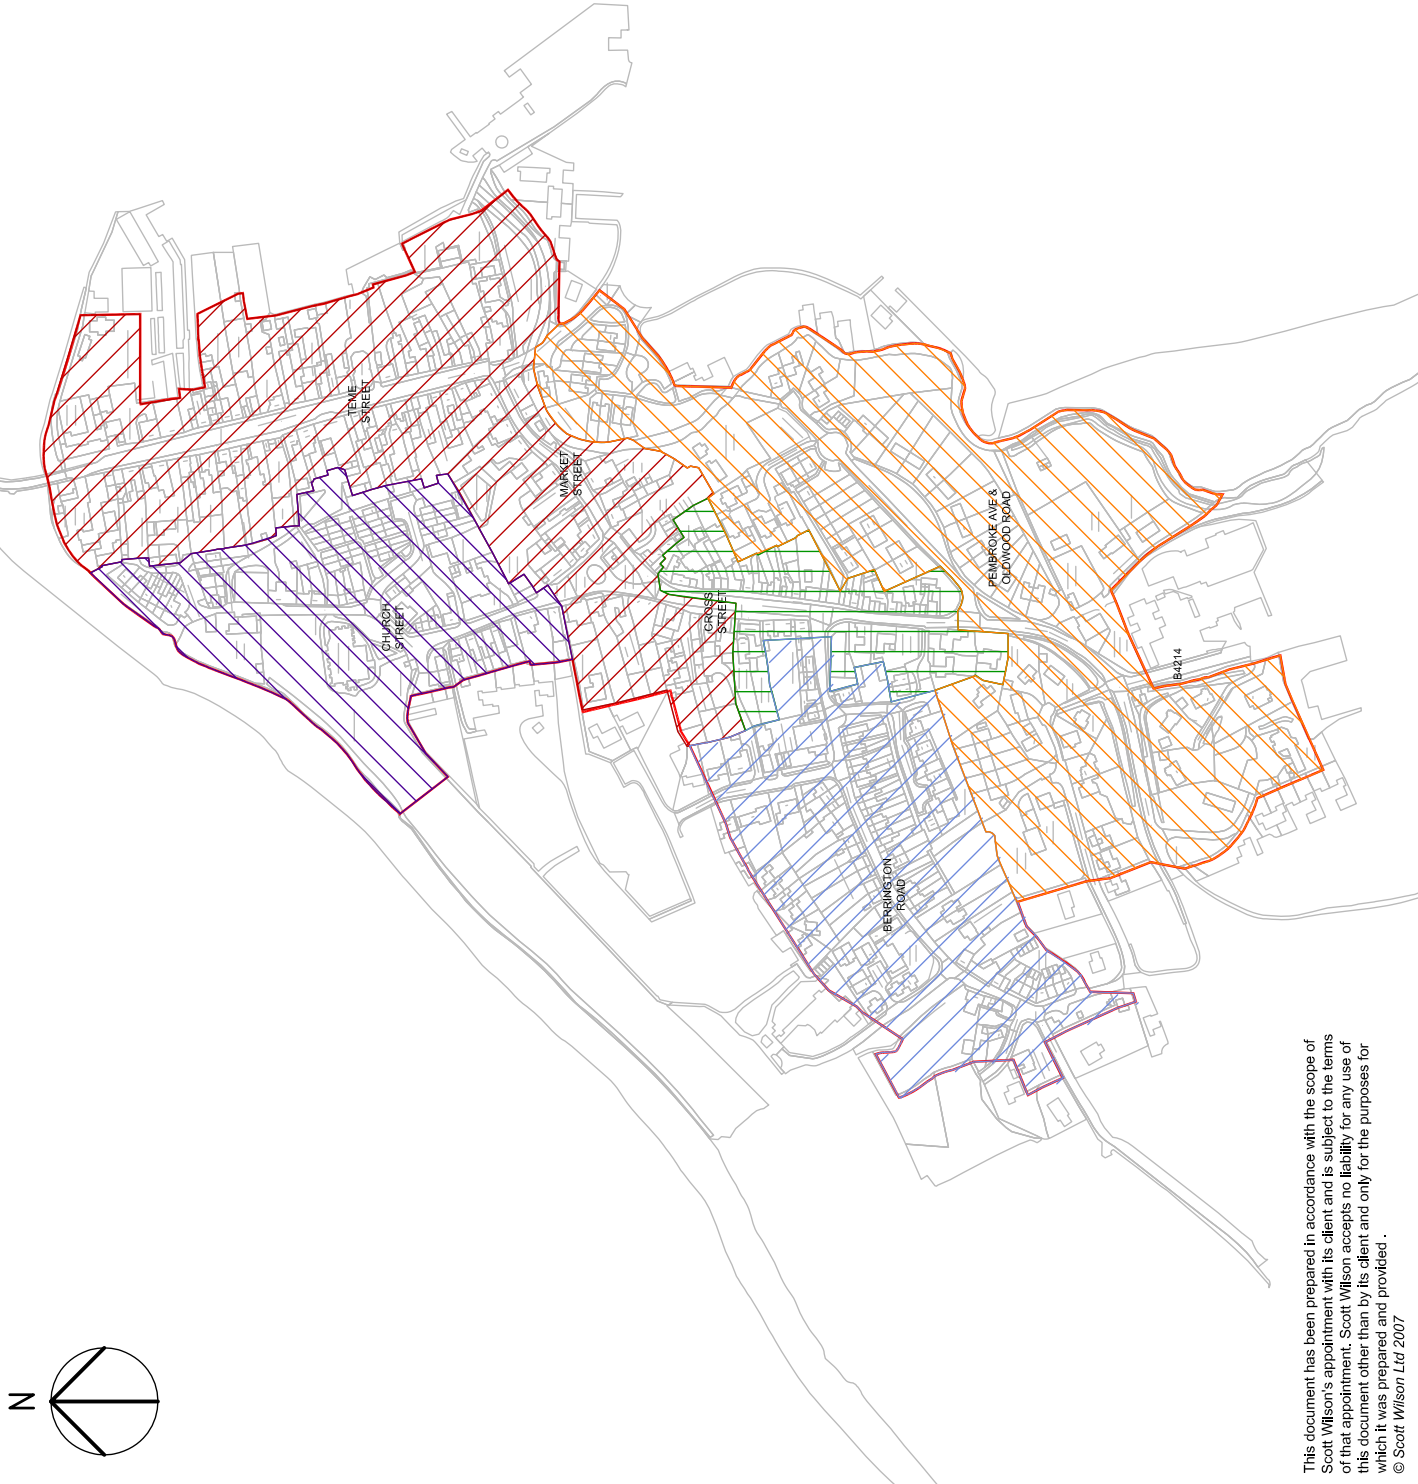 N
TEME
STREET
MARKET
STREET
CHURCH
STREET
CROSS
STREET
PEMBROKE AVE &
OLDWOOD ROAD
B4214
BERRINGTON
ROAD
This document has been prepared in accordance with the scope of
Scott Wilson's appointment with its client and is subject to the terms
of that appointment. Scott Wilson accepts no liability for any use of
this document other than by its client and only for the purposes for
which it was prepared and provided .
© Scott Wilson Ltd 2007